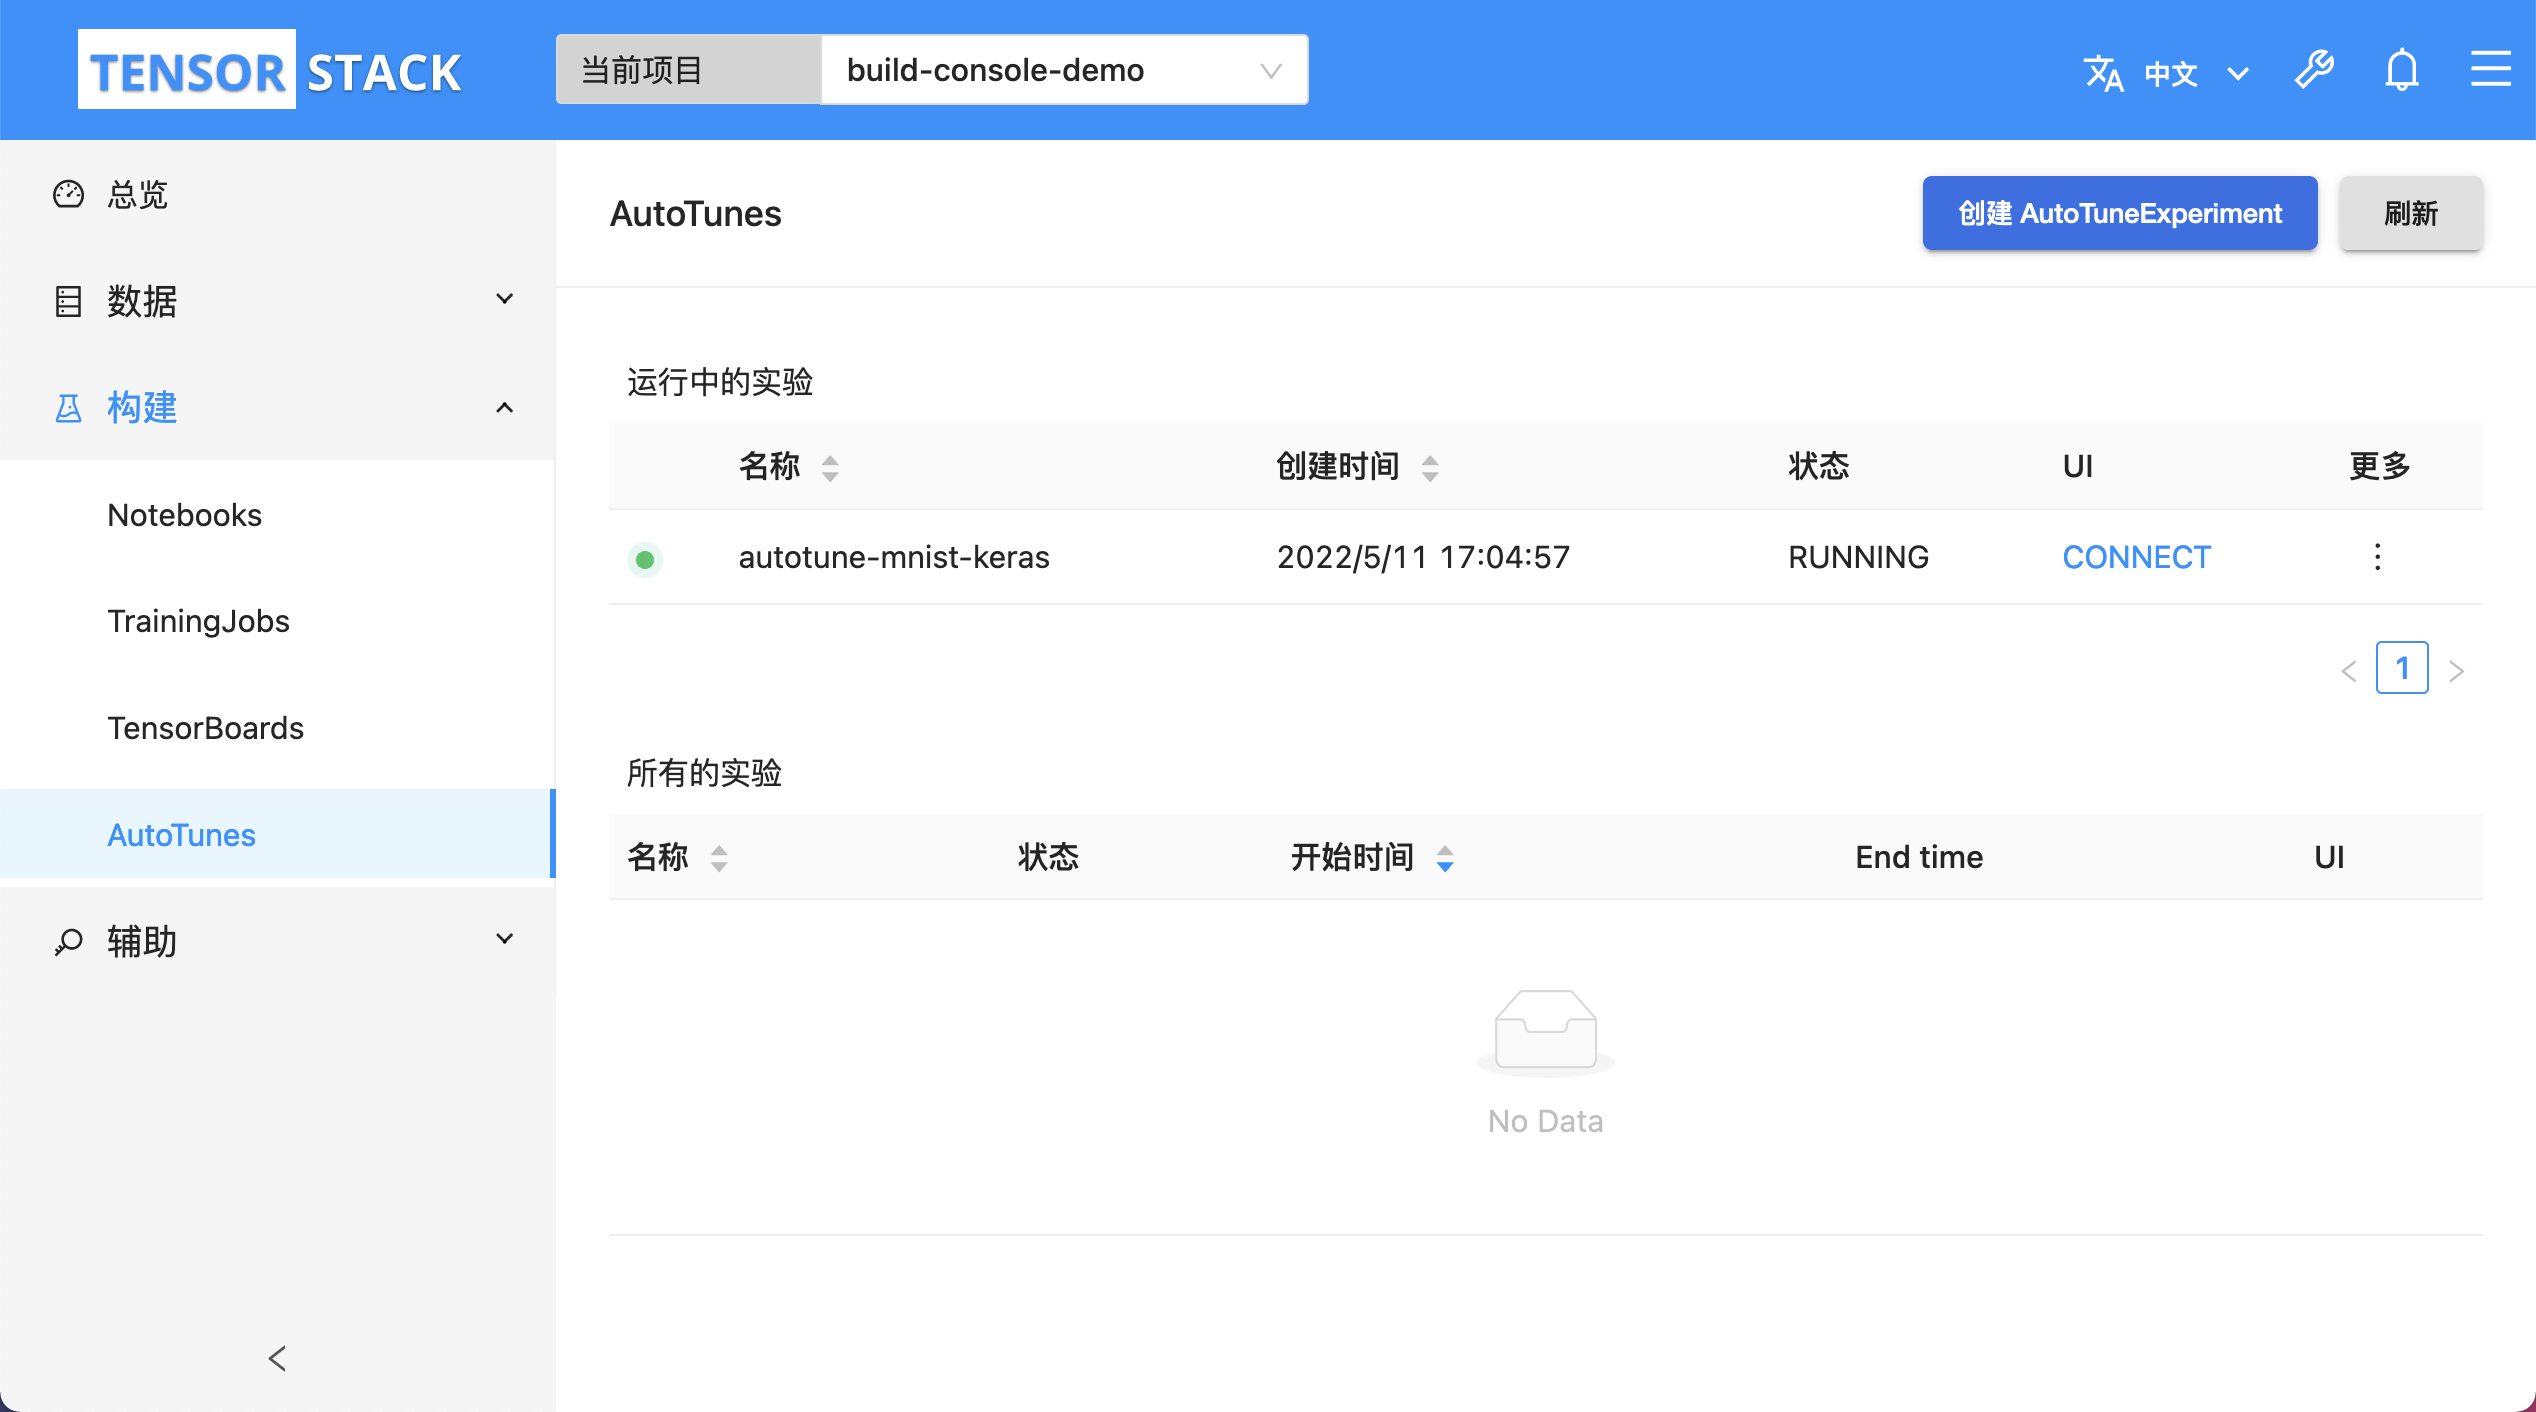 TENSOR STACK
当前项目 build-console-demo
中文
总览
数据
构建
Notebooks
TrainingJobs
TensorBoards
AutoTunes
辅助
AutoTunes
创建 AutoTuneExperiment
刷新
运行中的实验
名称 创建时间 状态 UI 更多
autotune-mnist-keras 2022/5/11 17:04:57 RUNNING CONNECT
1
所有的实验
名称 状态 开始时间 End time UI
No Data